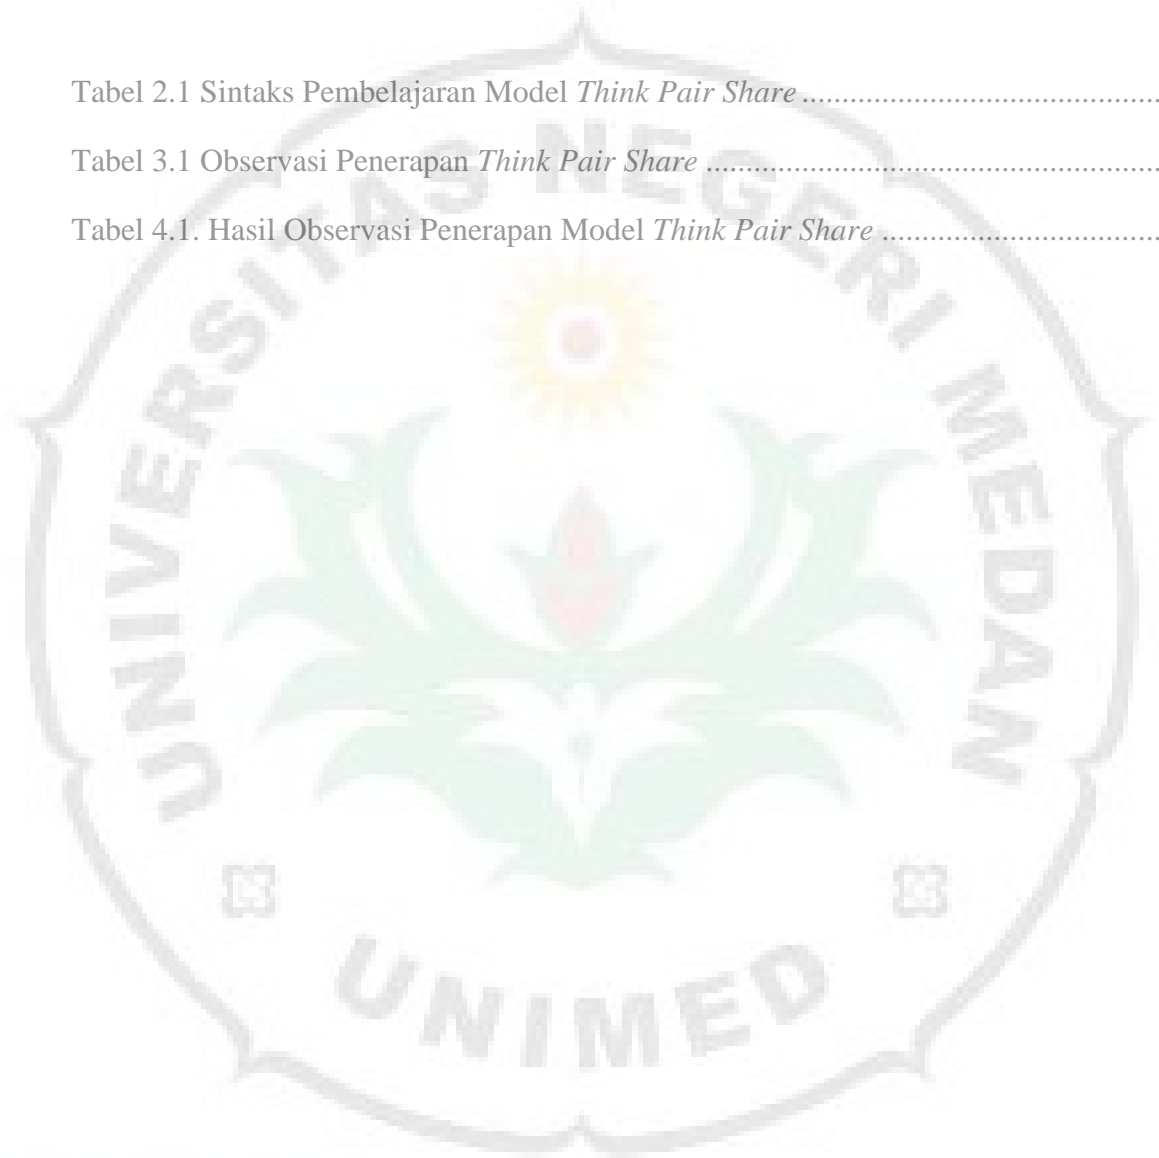 Tabel 2.1 Sintaks Pembelajaran Model Think Pair Share ............................................
Tabel 3.1 Observasi Penerapan Think Pair Share .........................................................
Tabel 4.1. Hasil Observasi Penerapan Model Think Pair Share ...................................
UNIVERSITAS NEGERI MEDAN
UNIMED